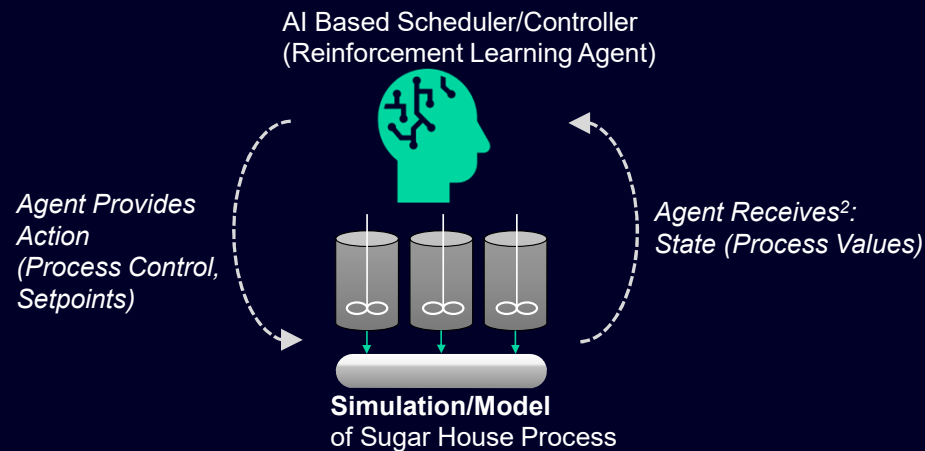 AI Based Scheduler/Controller
(Reinforcement Learning Agent)
Agent Provides
Action
(Process Control,
Setpoints)
Agent Receives²:
State (Process Values)
Simulation/Model
of Sugar House Process